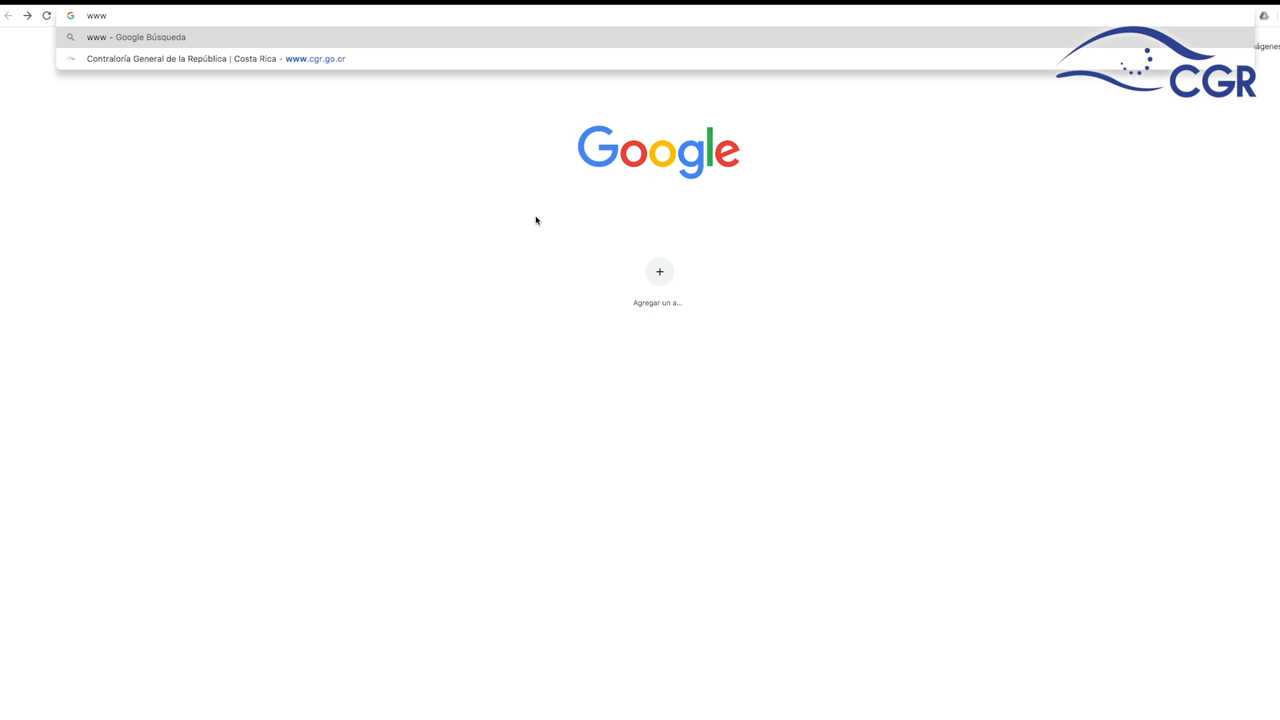 www
www - Google Búsqueda
Contraloría General de la República | Costa Rica - www.cgr.go.cr
ágenes
CGR
Google
+
Agregar un a...